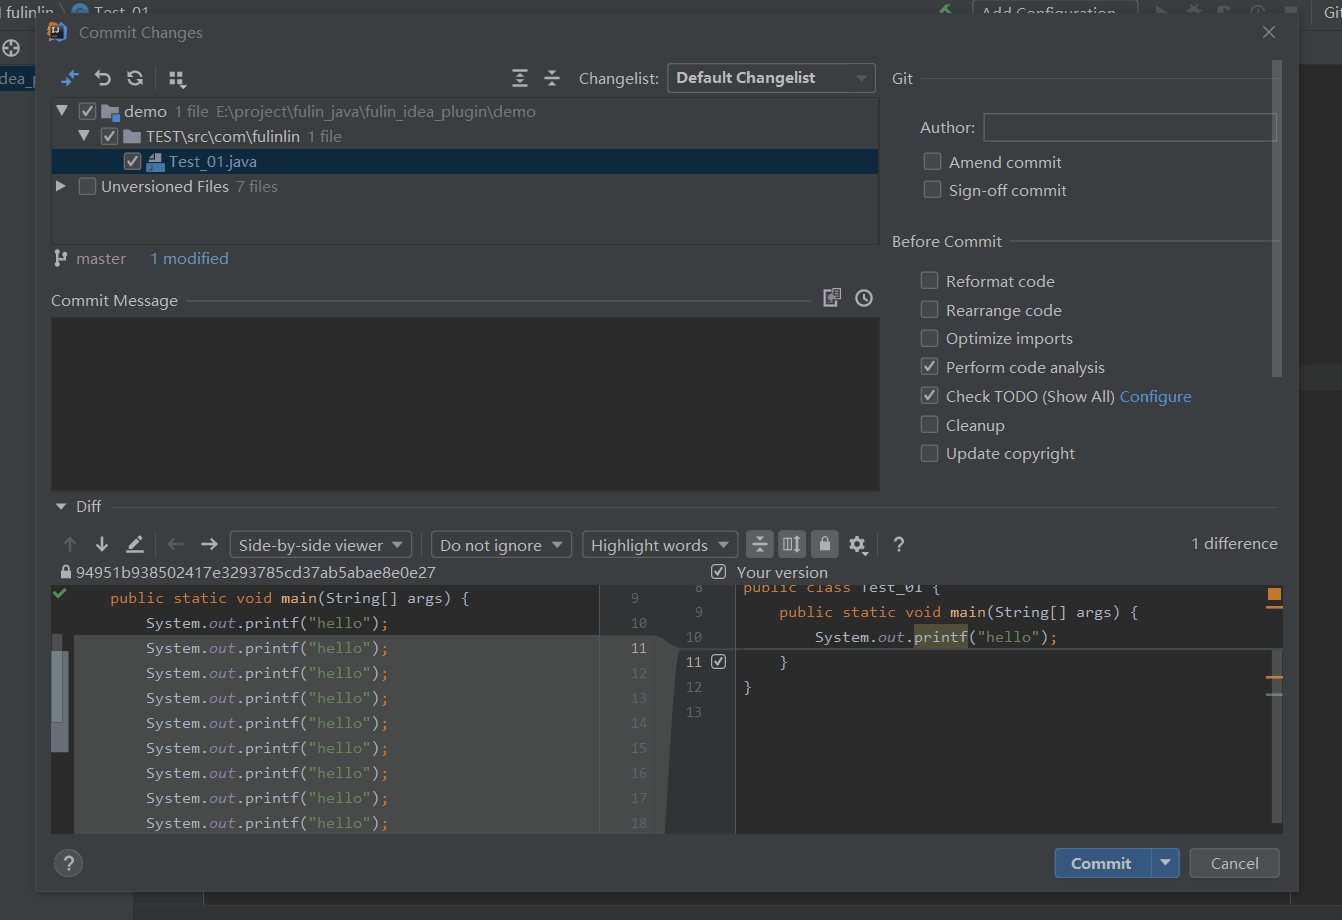 fulinlin
Test_01
Add Configuration...
Git
Commit Changes
Changelist: Default Changelist
demo 1 file E:\project\fulin_java\fulin_idea_plugin\demo
TEST\src\com\fulinlin 1 file
Test_01.java
Unversioned Files 7 files
master 1 modified
Commit Message
Git
Author:
Amend commit
Sign-off commit
Before Commit
Reformat code
Rearrange code
Optimize imports
Perform code analysis
Check TODO (Show All) Configure
Cleanup
Update copyright
Diff
Side-by-side viewer Do not ignore Highlight words ? 1 difference
94951b938502417e3293785cd37ab5abae8e0e27
Your version
public static void main(String[] args) { 9
System.out.printf("hello"); 10
System.out.printf("hello"); 11
System.out.printf("hello"); 12
System.out.printf("hello"); 13
System.out.printf("hello"); 14
System.out.printf("hello"); 15
System.out.printf("hello"); 16
System.out.printf("hello"); 17
System.out.printf("hello"); 18
8 public class Test_01 {
9 public static void main(String[] args) {
10 System.out.printf("hello");
11 }
12 }
13
?
Commit
Cancel